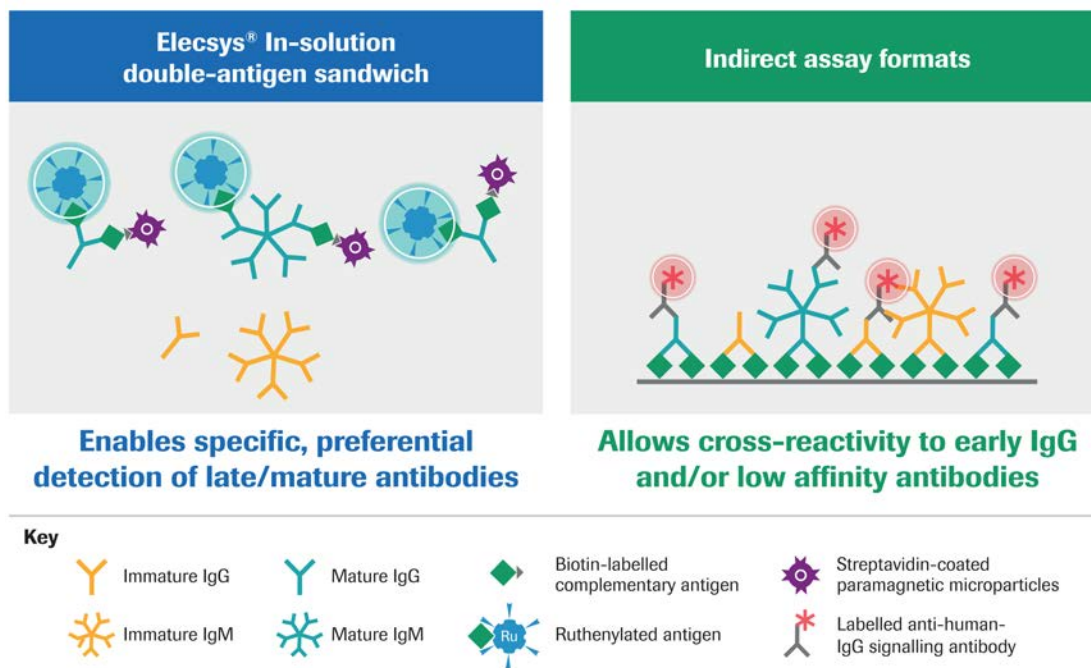 Elecsys® In-solution
double-antigen sandwich
Indirect assay formats
Enables specific, preferential
detection of late/mature antibodies
Allows cross-reactivity to early IgG
and/or low affinity antibodies
Key
Immature IgG
Mature IgG
Biotin-labelled
complementary antigen
Streptavidin-coated
paramagnetic microparticles
Immature IgM
Mature IgM
Ru
Ruthenylated antigen
Labelled anti-human-
IgG signalling antibody